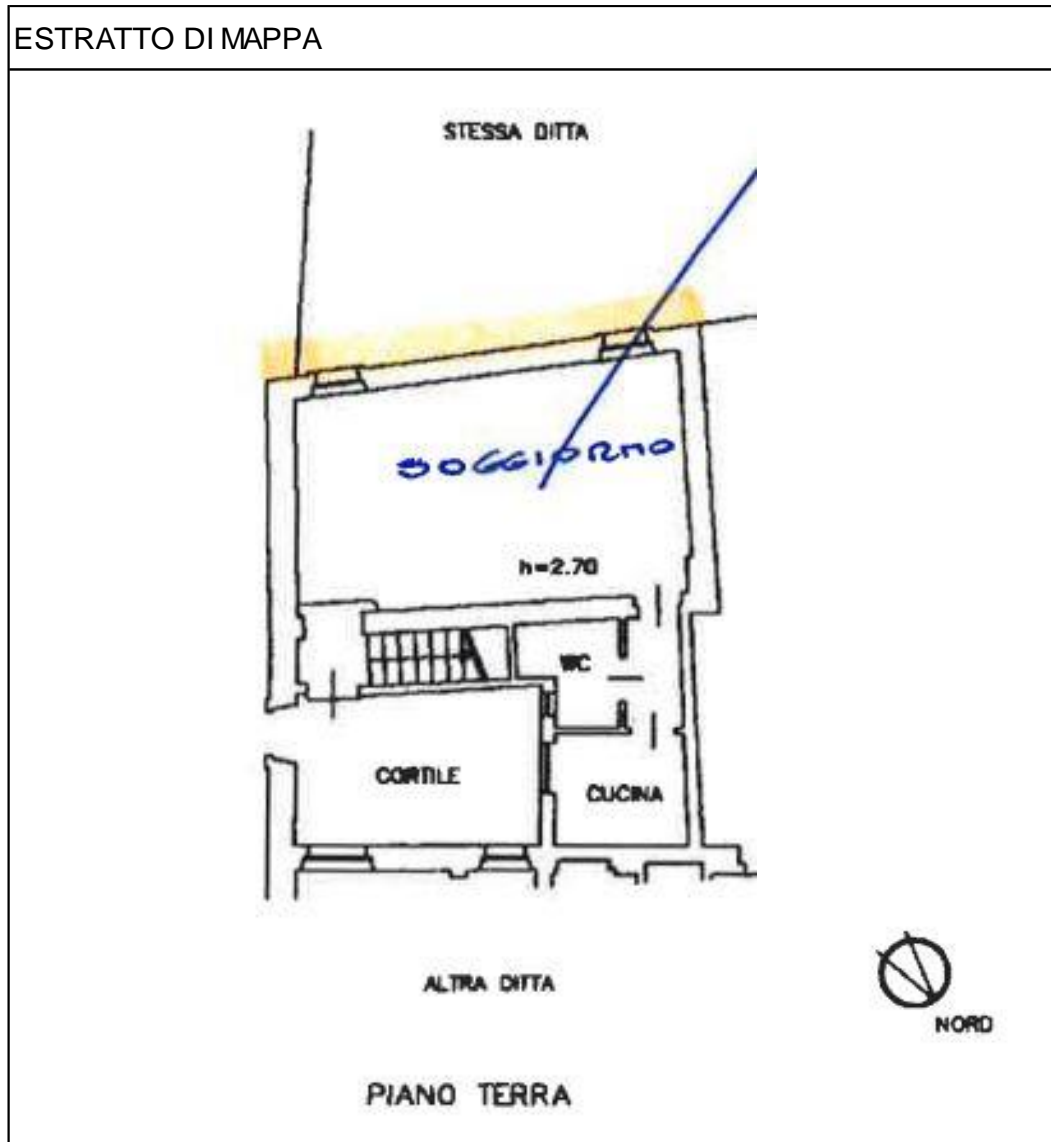 ESTRATTO DI MAPPA
STESSA DITTA
SOGGIORNO
h=2.70
WC
CORTILE
CUCINA
ALTRA DITTA
NORD
PIANO TERRA